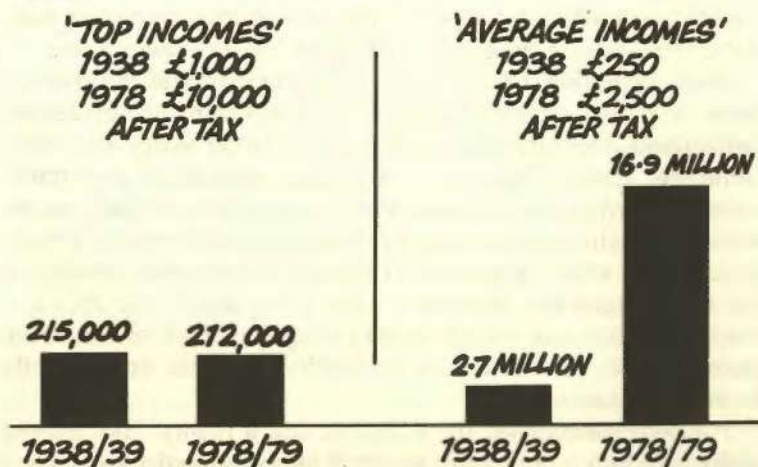 'TOP INCOMES'
1938 £1,000
1978 £10,000
AFTER TAX
215,000
212,000
1938/39 1978/79
'AVERAGE INCOMES'
1938 £250
1978 £2,500
AFTER TAX
16·9 MILLION
2·7 MILLION
1938/39 1978/79